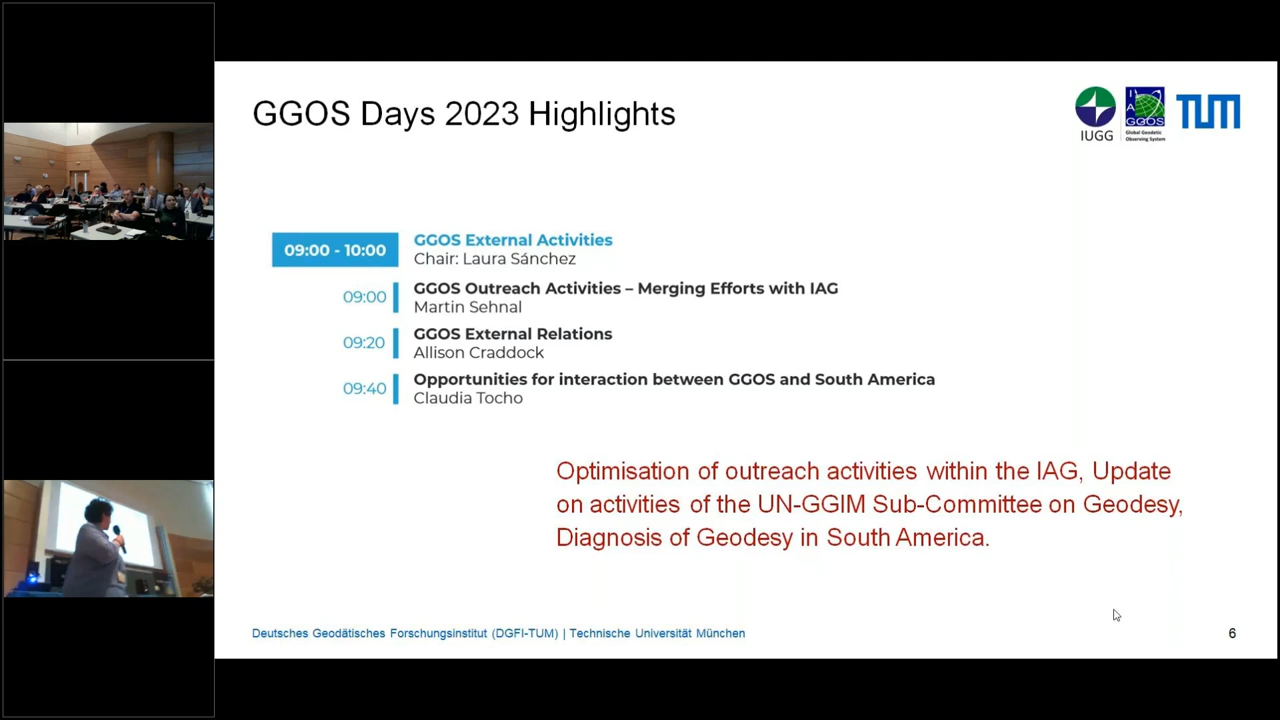 GGOS Days 2023 Highlights
IUGG
I A
GGOS
Global Geodetic
Observing System
TUM
09:00 - 10:00
GGOS External Activities
Chair: Laura Sánchez
09:00
GGOS Outreach Activities – Merging Efforts with IAG
Martin Sehnal
09:20
GGOS External Relations
Allison Craddock
09:40
Opportunities for interaction between GGOS and South America
Claudia Tocho
Optimisation of outreach activities within the IAG, Update
on activities of the UN-GGIM Sub-Committee on Geodesy,
Diagnosis of Geodesy in South America.
Deutsches Geodätisches Forschungsinstitut (DGFI-TUM) | Technische Universität München
6